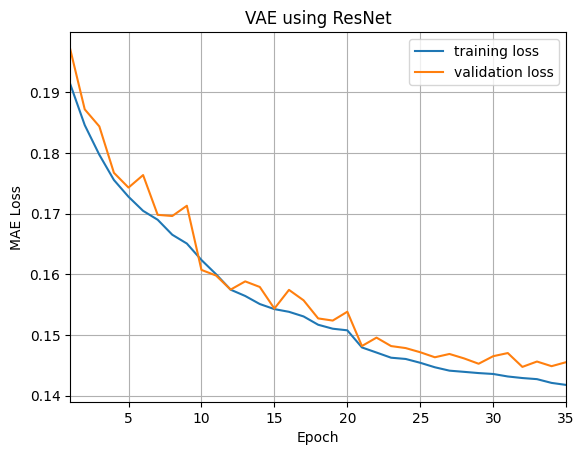 VAE using ResNet
training loss
validation loss
MAE Loss
0.19
0.18
0.17
0.16
0.15
0.14
5 10 15 20 25 30 35
Epoch